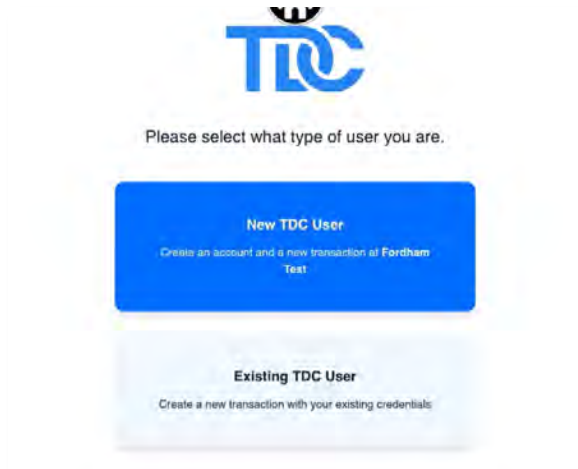 TDC
Please select what type of user you are.
New TDC User
Create an account and a new transaction at Fordham
Test
Existing TDC User
Create a new transaction with your existing credentials